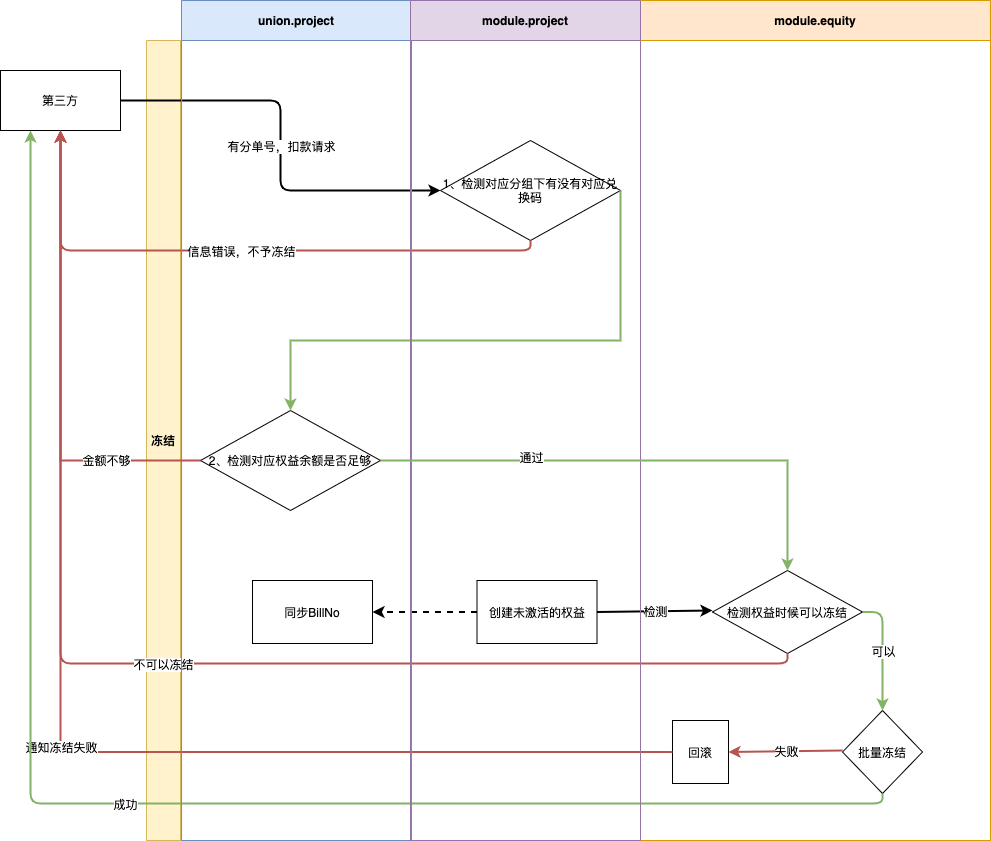 union.project
module.project
module.equity
第三方
有分单号，扣款请求
1、检测对应分组下有没有对应兑
换码
信息错误，不予冻结
冻结
金额不够
2、检测对应权益余额是否足够
通过
同步BillNo
创建未激活的权益
检测
检测权益时候可以冻结
不可以冻结
可以
通知冻结失败
回滚
失败
批量冻结
成功